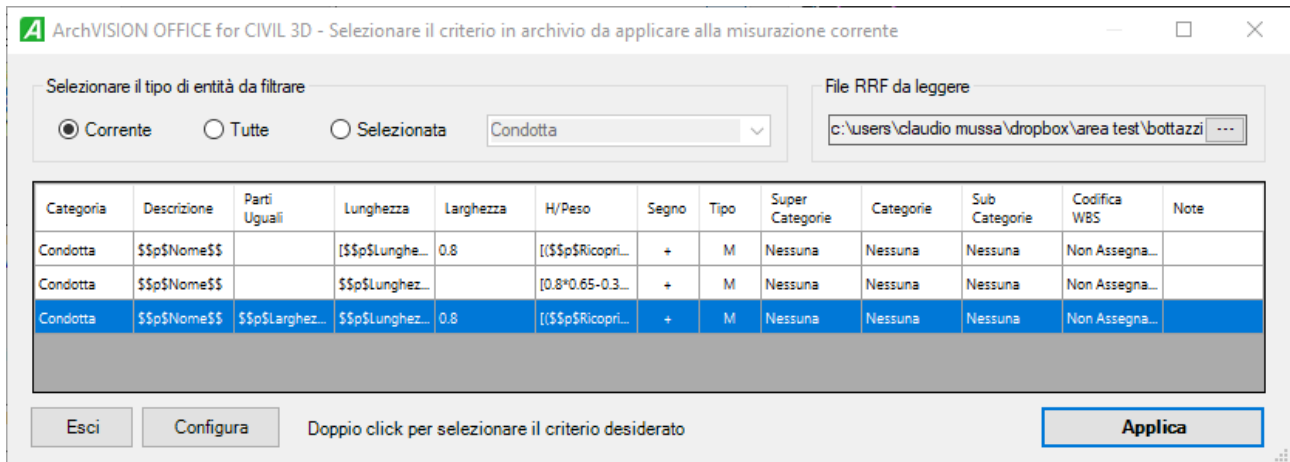 ArchVISION OFFICE for CIVIL 3D - Selezionare il criterio in archivio da applicare alla misurazione corrente
Selezionare il tipo di entità da filtrare
File RRF da leggere
Corrente Tutte Selezionata Condotta c:\users\claudio mussa\dropbox\area test\bottazzi ...
Categoria Descrizione Parti Uguali Lunghezza Larghezza H/Peso Segno Tipo Super Categorie Categorie Sub Categorie Codifica WBS Note
Condotta $$p$Nome$$ [$$p$Lunghe... 0.8 [($$p$Ricopri... + M Nessuna Nessuna Nessuna Non Assegna...
Condotta $$p$Nome$$ $$p$Lunghez... [0.8*0.65-0.3... + M Nessuna Nessuna Nessuna Non Assegna...
Condotta $$p$Nome$$ $$p$Larghez... $$p$Lunghez... 0.8 [($$p$Ricopri... + M Nessuna Nessuna Nessuna Non Assegna...
Esci Configura Doppio click per selezionare il criterio desiderato Applica